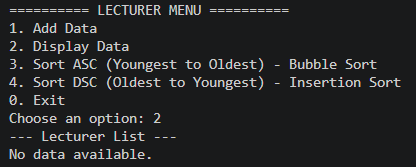 ========== LECTURER MENU ==========
1. Add Data
2. Display Data
3. Sort ASC (Youngest to Oldest) - Bubble Sort
4. Sort DSC (Oldest to Youngest) - Insertion Sort
0. Exit
Choose an option: 2
--- Lecturer List ---
No data available.